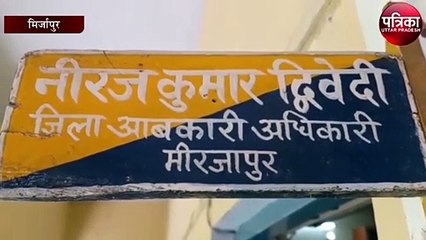 मिर्जापुर
पत्रिका
UTTAR PRADESH
नीरज कुमार द्विवेदी
जिला आबकारी अधिकारी
मीरजापुर